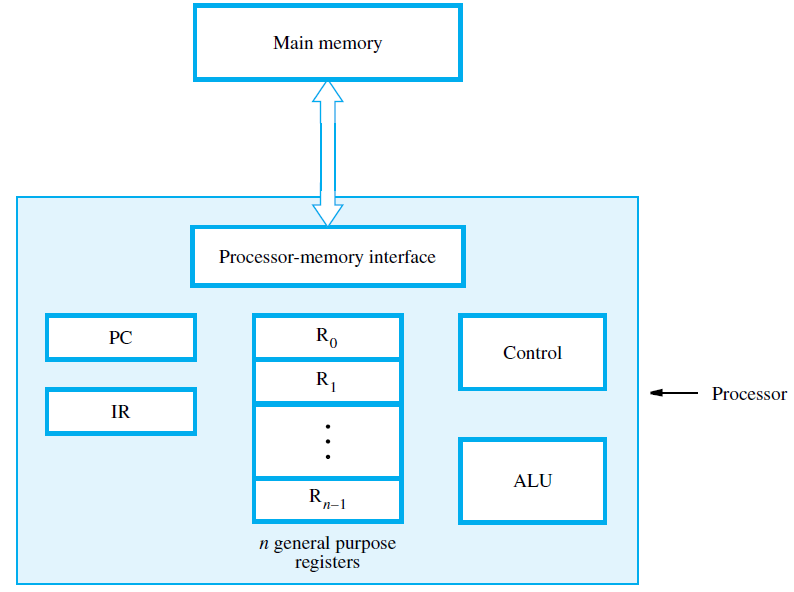 Main memory
Processor-memory interface
PC
IR
R0
R1
⋮
Rn–1
n general purpose
registers
Control
ALU
Processor